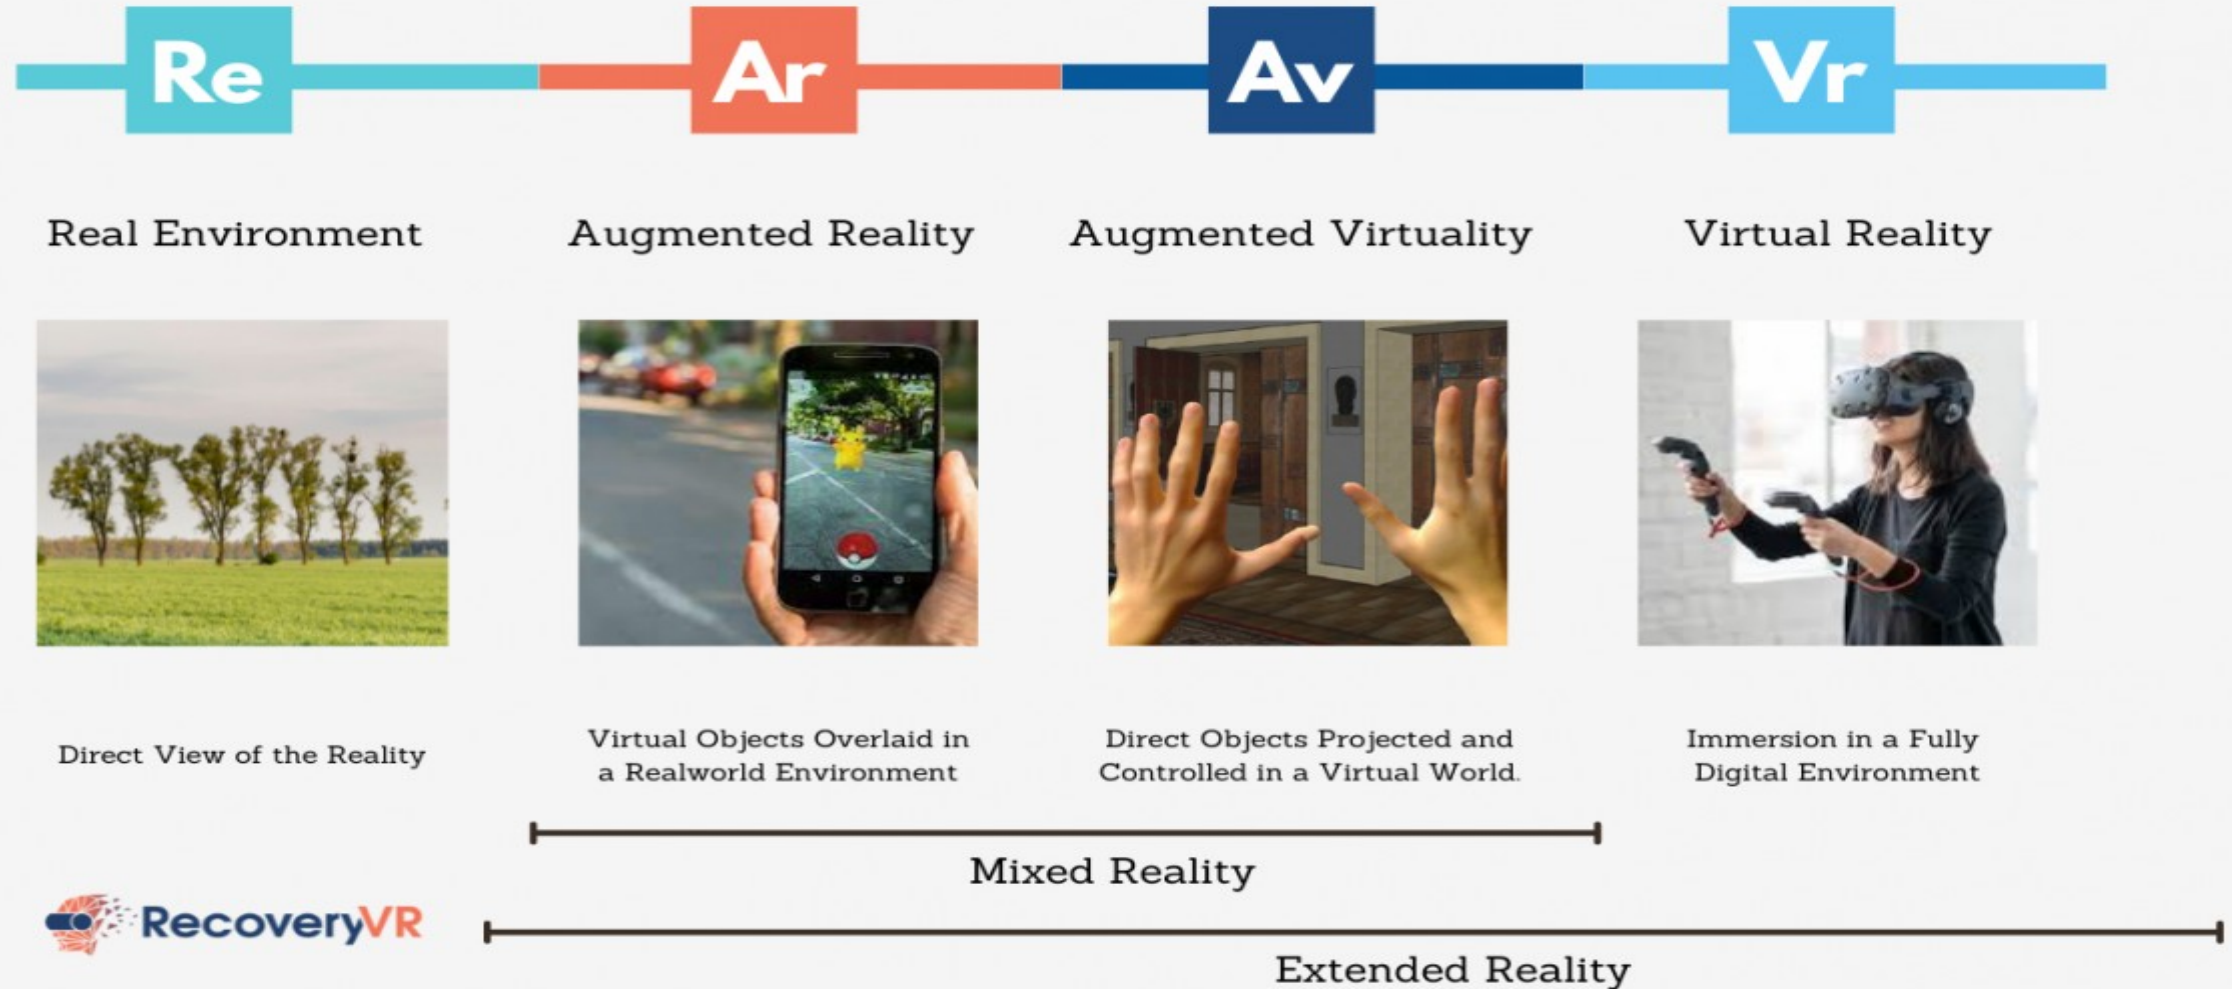 Re
Ar
Av
Vr
Real Environment
Augmented Reality
Augmented Virtuality
Virtual Reality
Direct View of the Reality
Virtual Objects Overlaid in
a Realworld Environment
Direct Objects Projected and
Controlled in a Virtual World.
Immersion in a Fully
Digital Environment
Mixed Reality
RecoveryVR
Extended Reality